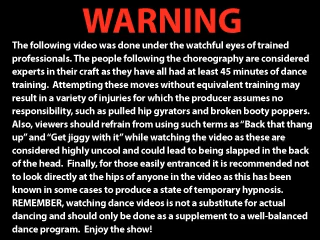 WARNING
The following video was done under the watchful eyes of trained
professionals. The people following the choreography are considered
experts in their craft as they have all had at least 45 minutes of dance
training.  Attempting these moves without equivalent training may
result in a variety of injuries for which the producer assumes no
responsibility, such as pulled hip gyrators and broken booty poppers.
Also, viewers should refrain from using such terms as “Back that thang
up” and “Get jiggy with it” while watching the video as these are
considered highly uncool and could lead to being slapped in the back
of the head.  Finally, for those easily entranced it is recommended not
to look directly at the hips of anyone in the video as this has been
known in some cases to produce a state of temporary hypnosis.
REMEMBER, watching dance videos is not a substitute for actual
dancing and should only be done as a supplement to a well-balanced
dance program.  Enjoy the show!